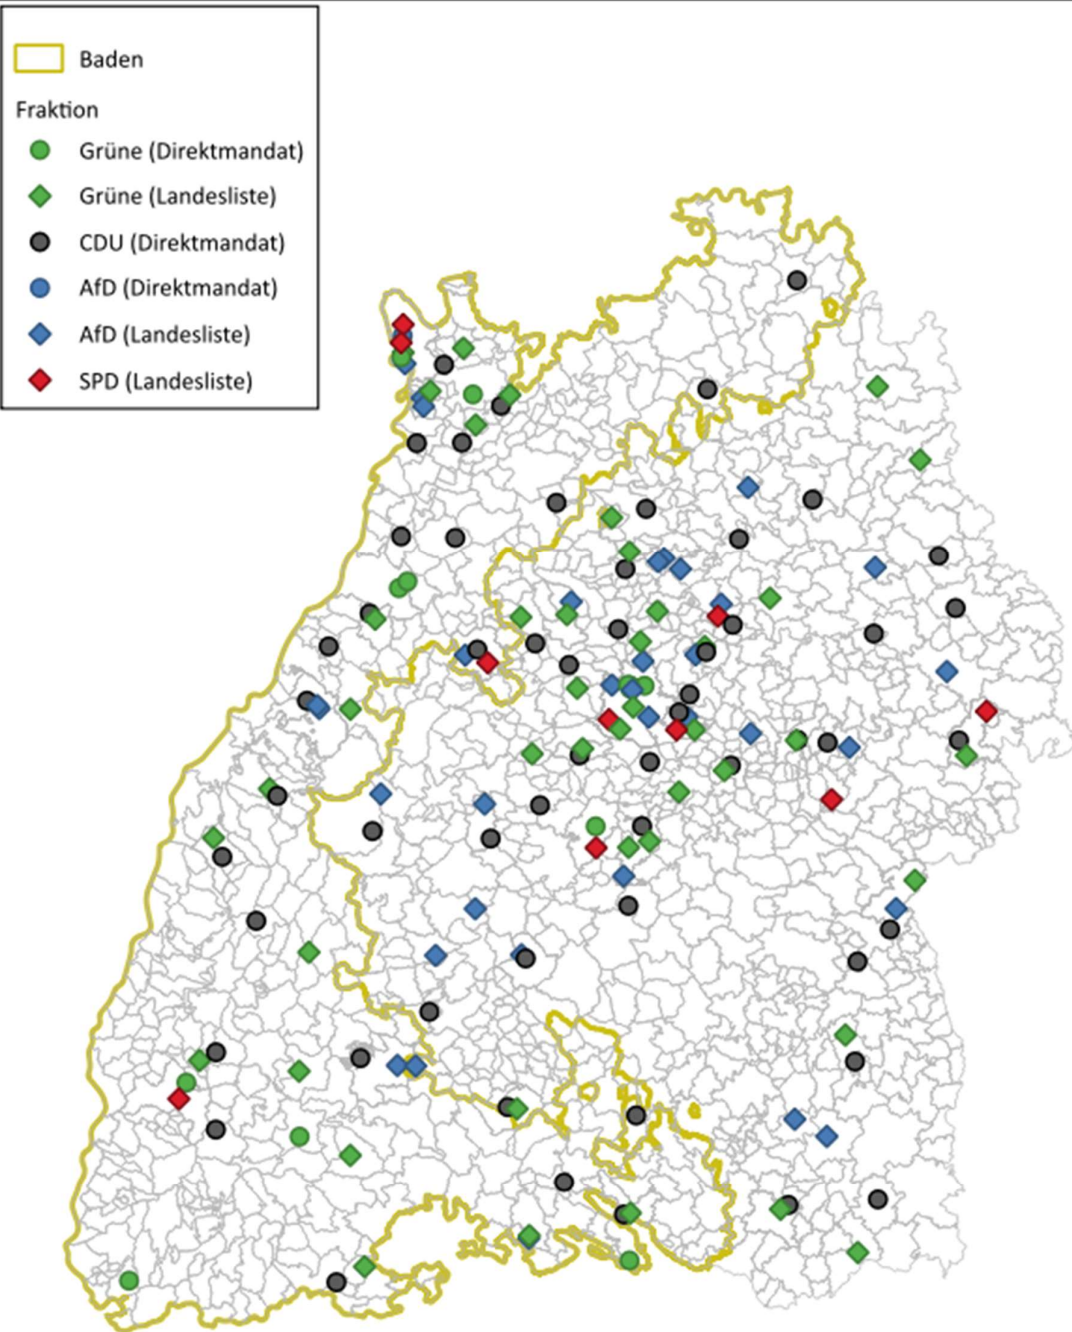 Baden
Fraktion
Grüne (Direktmandat)
Grüne (Landesliste)
CDU (Direktmandat)
AfD (Direktmandat)
AfD (Landesliste)
SPD (Landesliste)